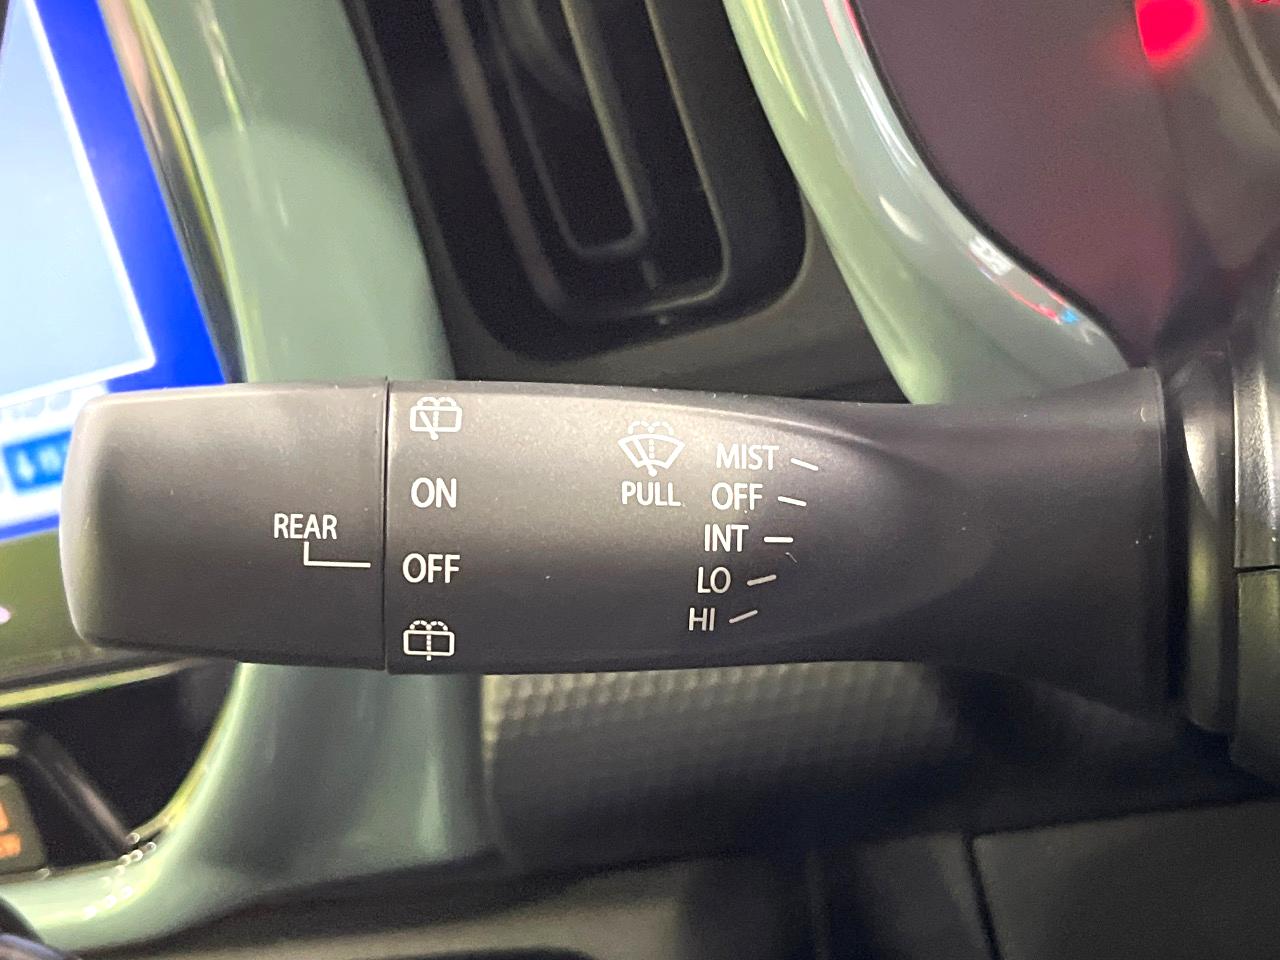 REAR
ON
OFF
PULL
MIST
OFF
INT
LO
HI